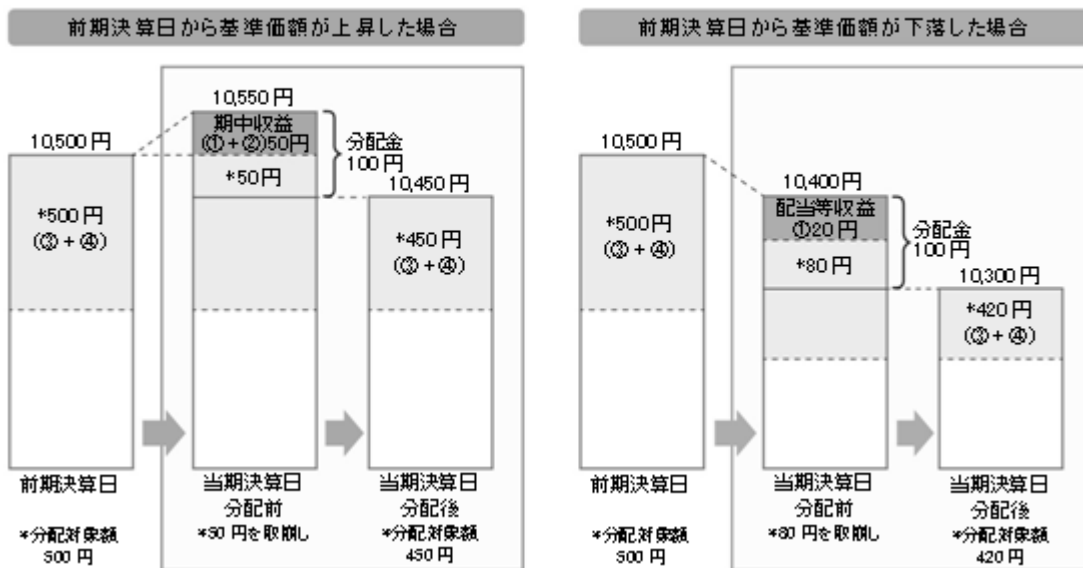 前期決算日から基準価額が上昇した場合
10,500円
*500円
(③+④)
前期決算日
*分配対象額
500円
10,550円
期中収益
(①+②)50円
*50円
分配金
100円
当期決算日
分配前
*50円を取崩し
10,450円
*450円
(③+④)
当期決算日
分配後
*分配対象額
450円
前期決算日から基準価額が下落した場合
10,500円
*500円
(③+④)
前期決算日
*分配対象額
500円
10,400円
配当等収益
①20円
*80円
分配金
100円
当期決算日
分配前
*80円を取崩し
10,300円
*420円
(③+④)
当期決算日
分配後
*分配対象額
420円